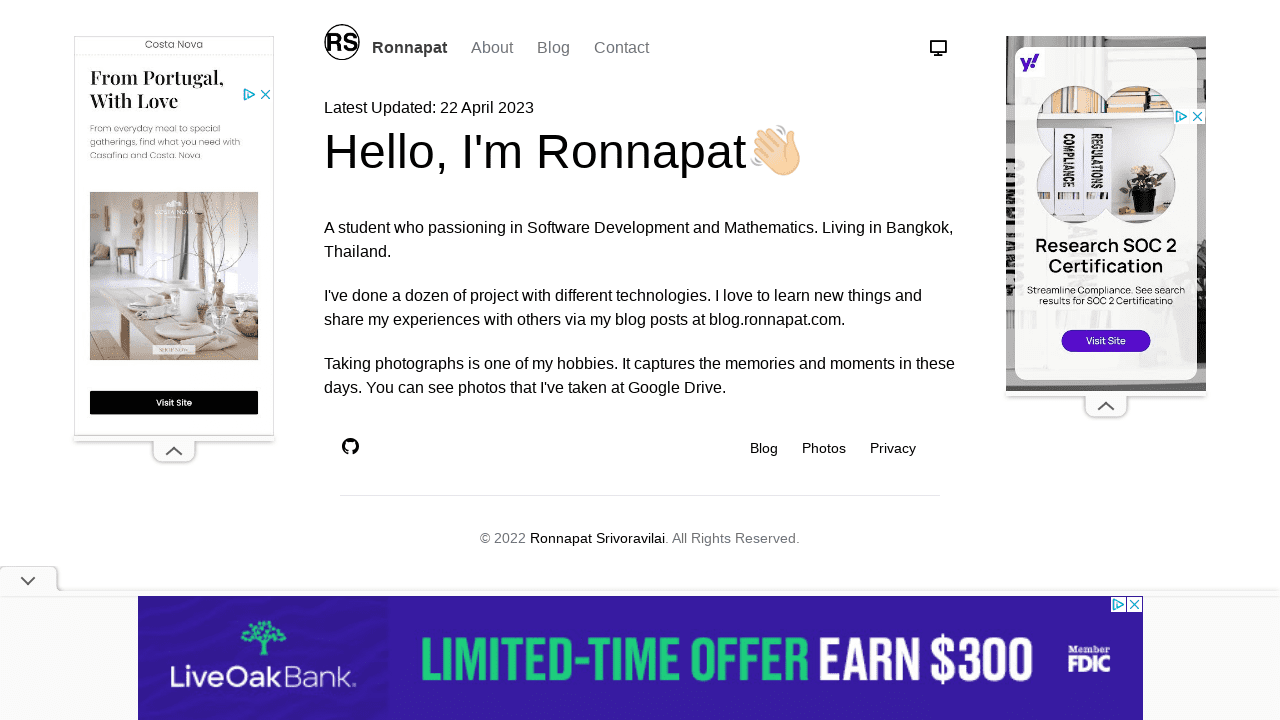 RS
Ronnapat
About
Blog
Contact
Latest Updated: 22 April 2023
Hello, I'm Ronnapat
A student who passioning in Software Development and Mathematics. Living in Bangkok,
Thailand.
I've done a dozen of project with different technologies. I love to learn new things and
share my experiences with others via my blog posts at blog.ronnapat.com.
Taking photographs is one of my hobbies. It captures the memories and moments in these
days. You can see photos that I've taken at Google Drive.
Blog
Photos
Privacy
© 2022 Ronnapat Srivoravilai. All Rights Reserved.
Costa Nova
From Portugal,
With Love
From everyday meal to special
gatherings, find what you need with
Casafina and Costa. Nova
COSTA NOVA
SHOP NOW
Visit Site
y!
COMPLIANCE
REGULATIONS
Research SOC 2
Certification
Streamline Compliance. See search
results for SOC 2 Certificatino
Visit Site
LiveOakBank.
LIMITED-TIME OFFER EARN $300
Member
FDIC